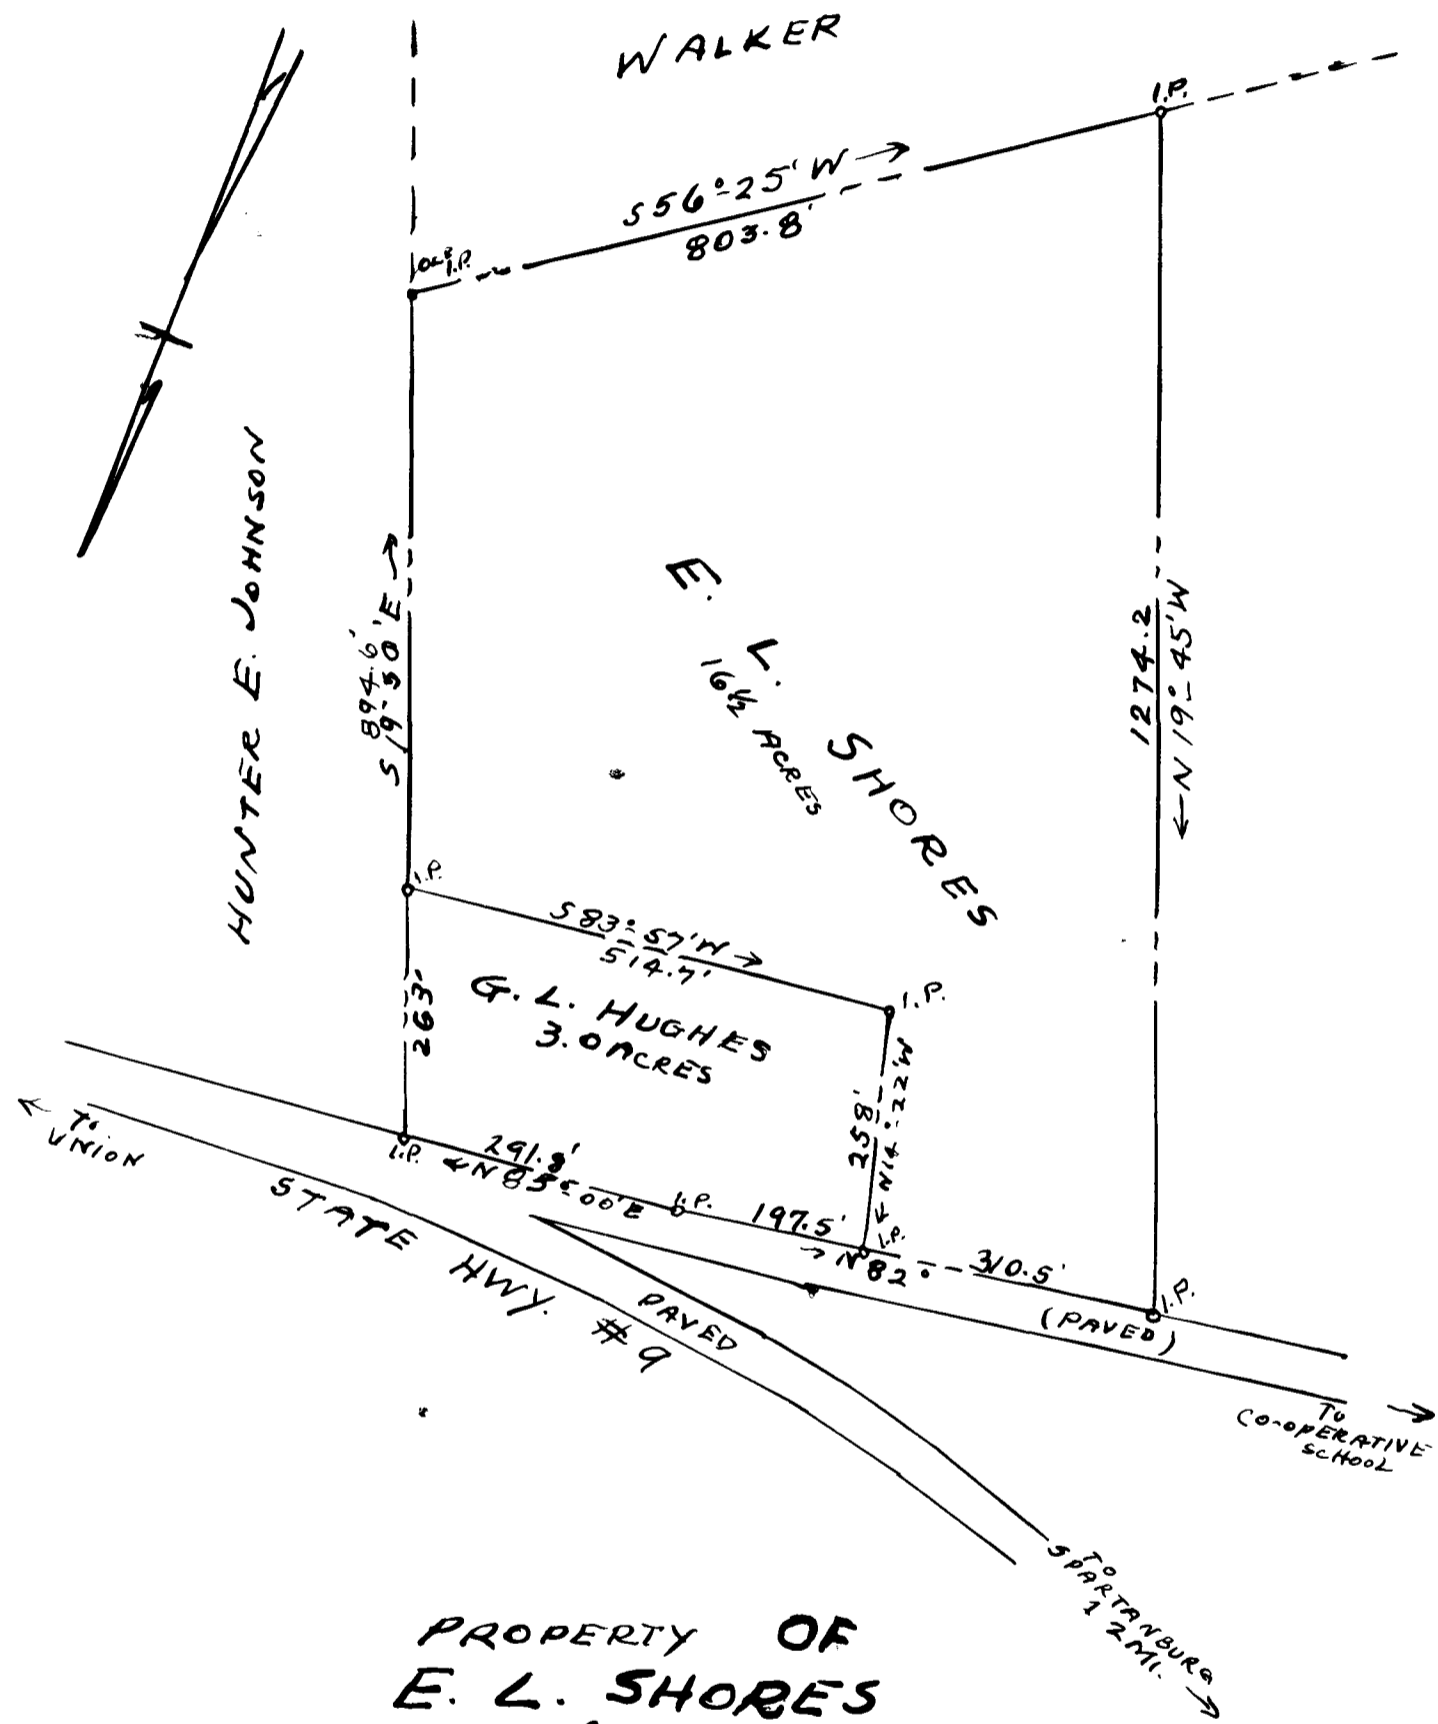 WALKER
I.P.
S 56°-25' W →
803.8'
OLD I.P.
HUNTER E. JOHNSON
894.6'
S 19°-50' E →
E. L. SHORES
16 1/2 ACRES
1274.2
← N 19°-45' W
I.P.
S 83°-57' W →
514.7'
I.P.
G. L. HUGHES
3.0 ACRES
263'
258'
← N 14°-22' W
← TO
UNION
I.P.
291.8'
← N 85°-00' E
I.P.
197.5'
I.P.
→ N 82°
310.5'
I.P.
(PAVED)
STATE HWY. #9
PAVED
TO →
CO-OPERATIVE
SCHOOL
TO
SPARTANBURG
12 MI. →
PROPERTY OF
E. L. SHORES